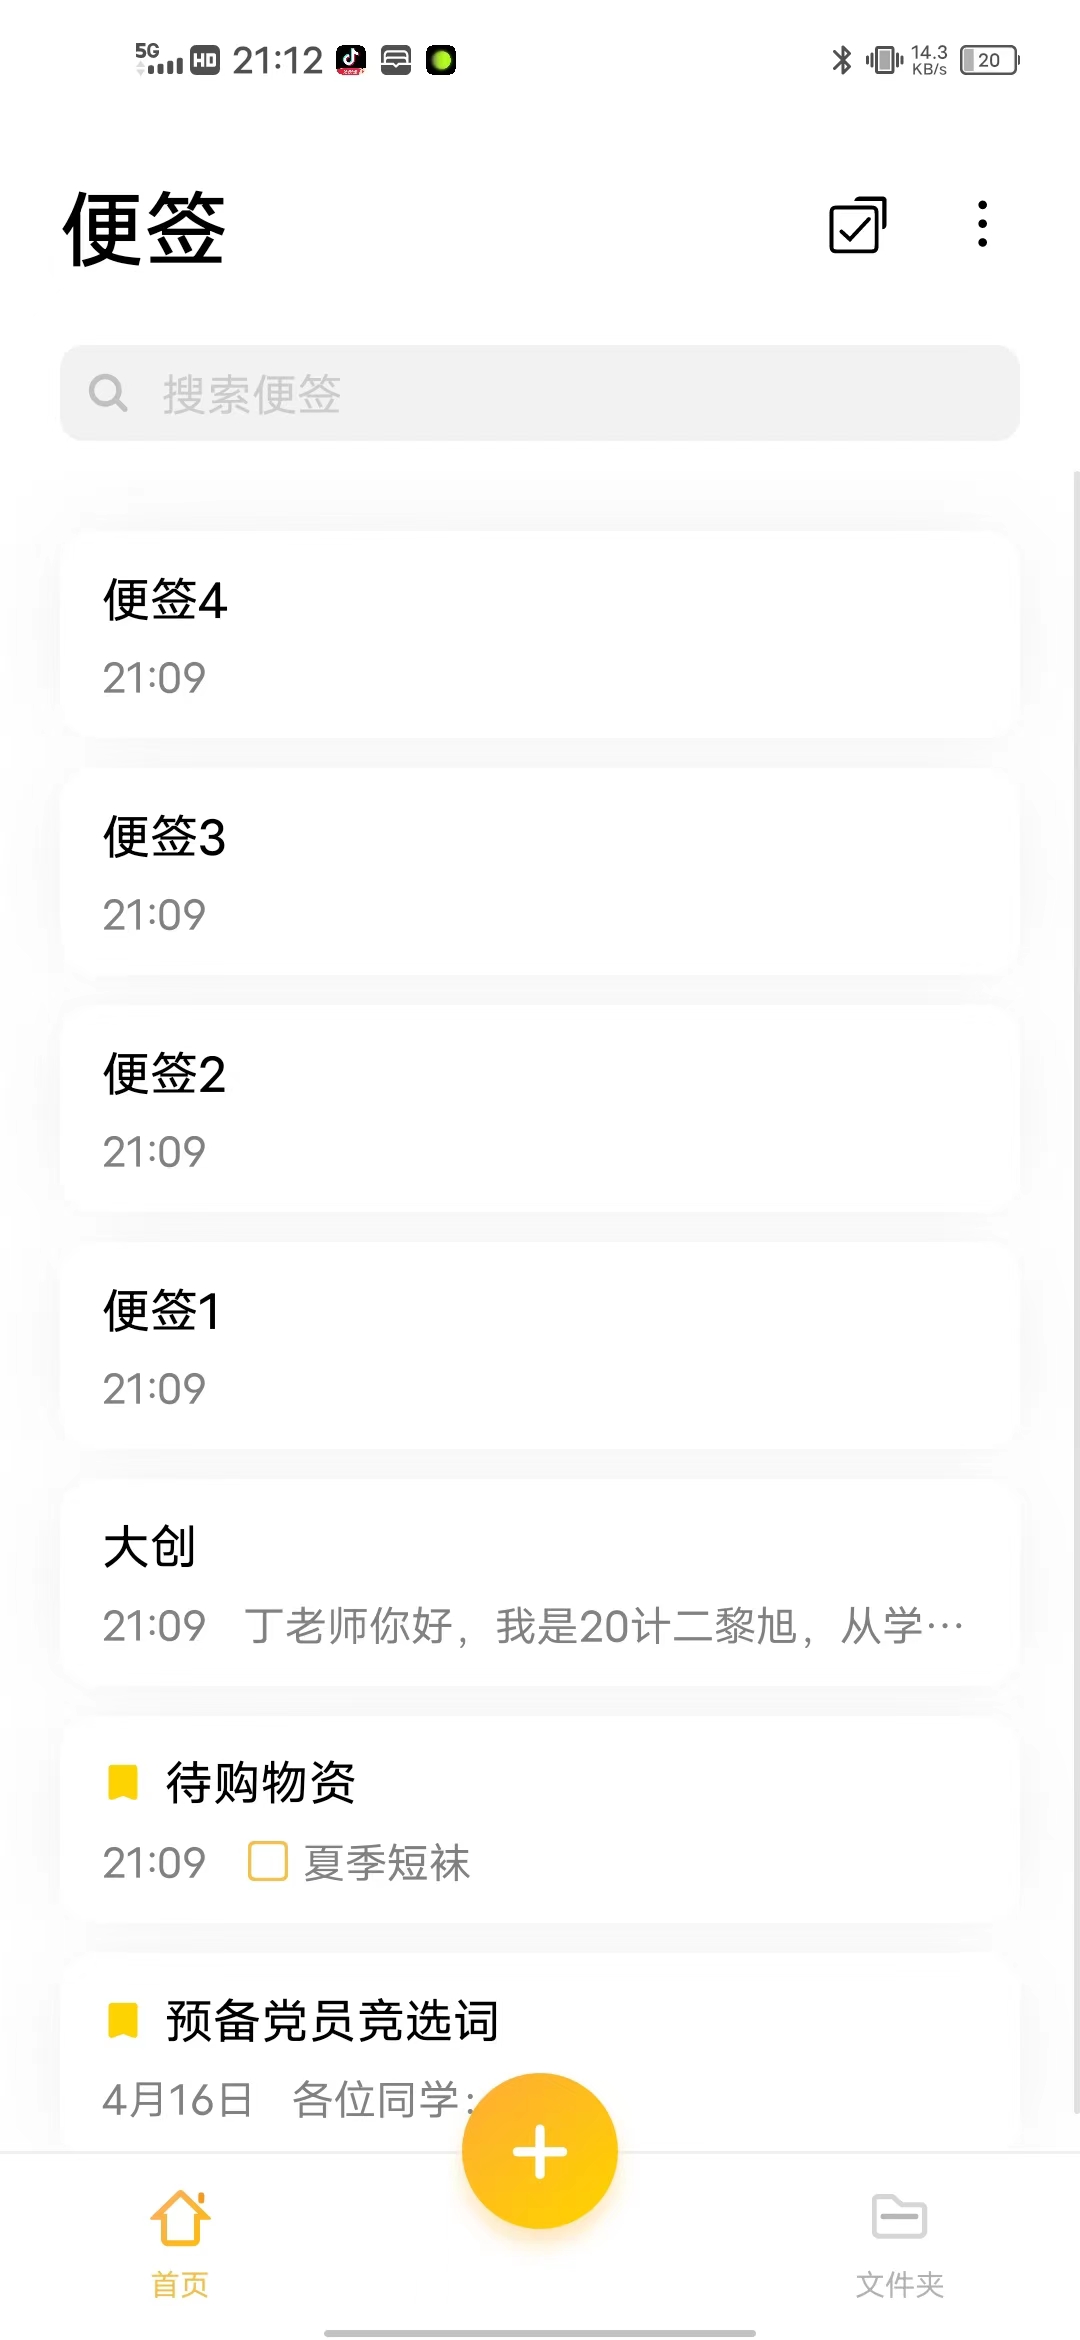 5G HD 21:12 14.3 KB/s 20
便签
搜索便签
便签4
21:09
便签3
21:09
便签2
21:09
便签1
21:09
大创
21:09 丁老师你好，我是20计二黎旭，从学…
待购物资
21:09 夏季短袜
预备党员竞选词
4月16日 各位同学：
首页
文件夹